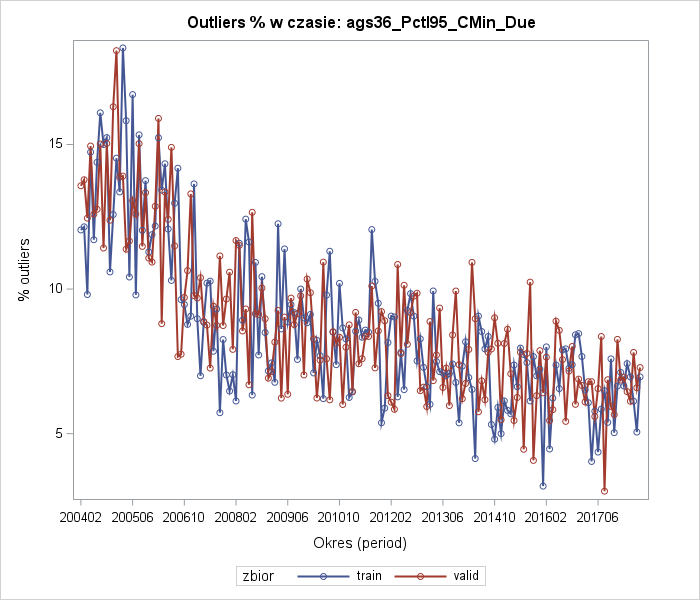 Outliers % w czasie: ags36_Pctl95_CMin_Due
% outliers
15
10
5
200402 200506 200610 200802 200906 201010 201202 201306 201410 201602 201706
Okres (period)
zbior train valid